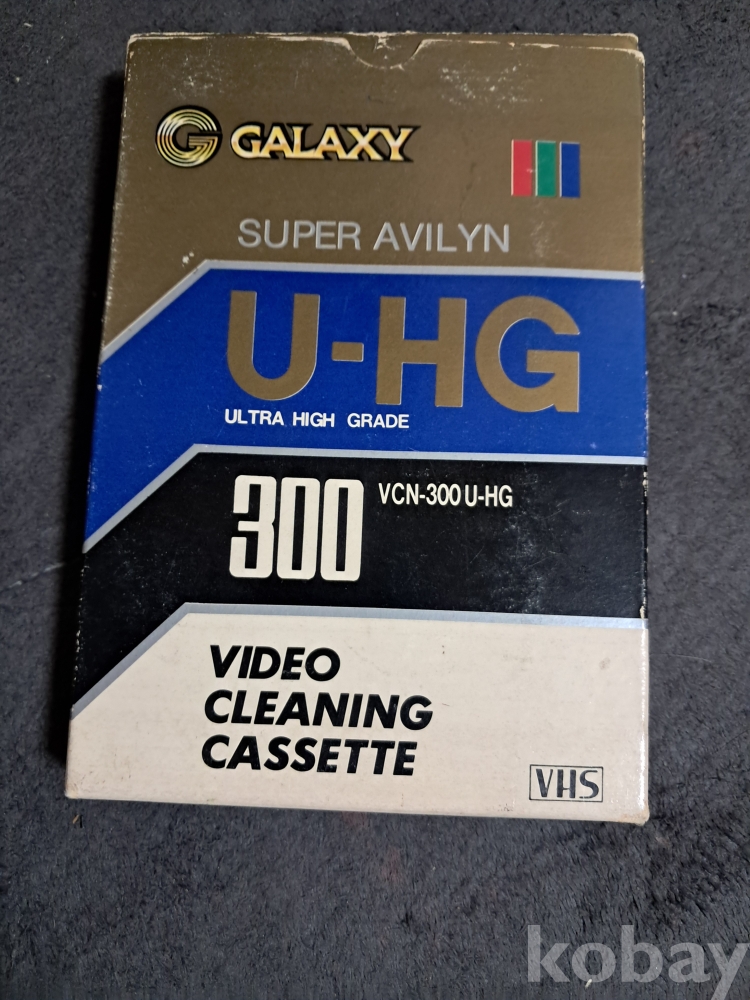 G GALAXY
SUPER AVILYN
U-HG
ULTRA HIGH GRADE
300 VCN-300 U-HG
VIDEO
CLEANING
CASSETTE
VHS
kobay